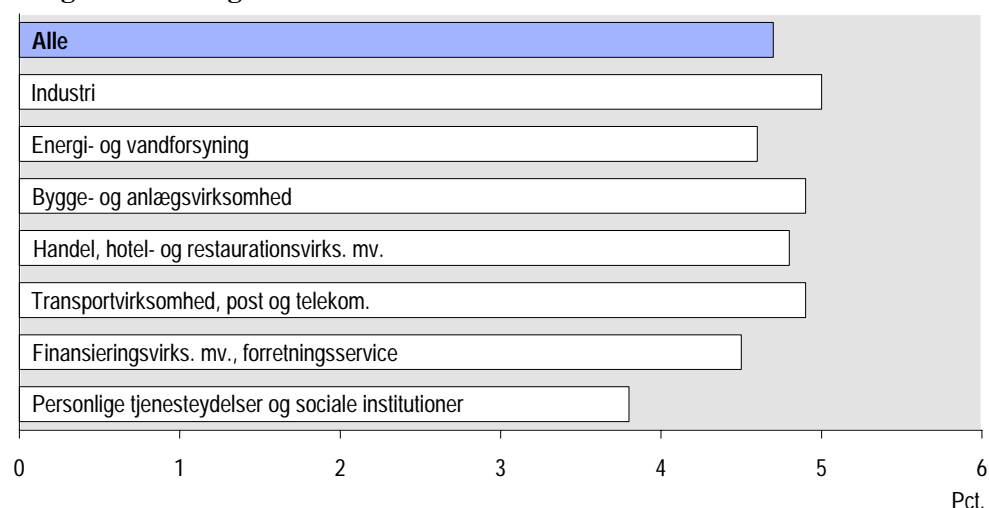 Alle
Industri
Energi- og vandforsyning
Bygge- og anlægsvirksomhed
Handel, hotel- og restaurationsvirks. mv.
Transportvirksomhed, post og telekom.
Finansieringsvirks. mv., forretningsservice
Personlige tjenesteydelser og sociale institutioner
0 1 2 3 4 5 6
Pct.